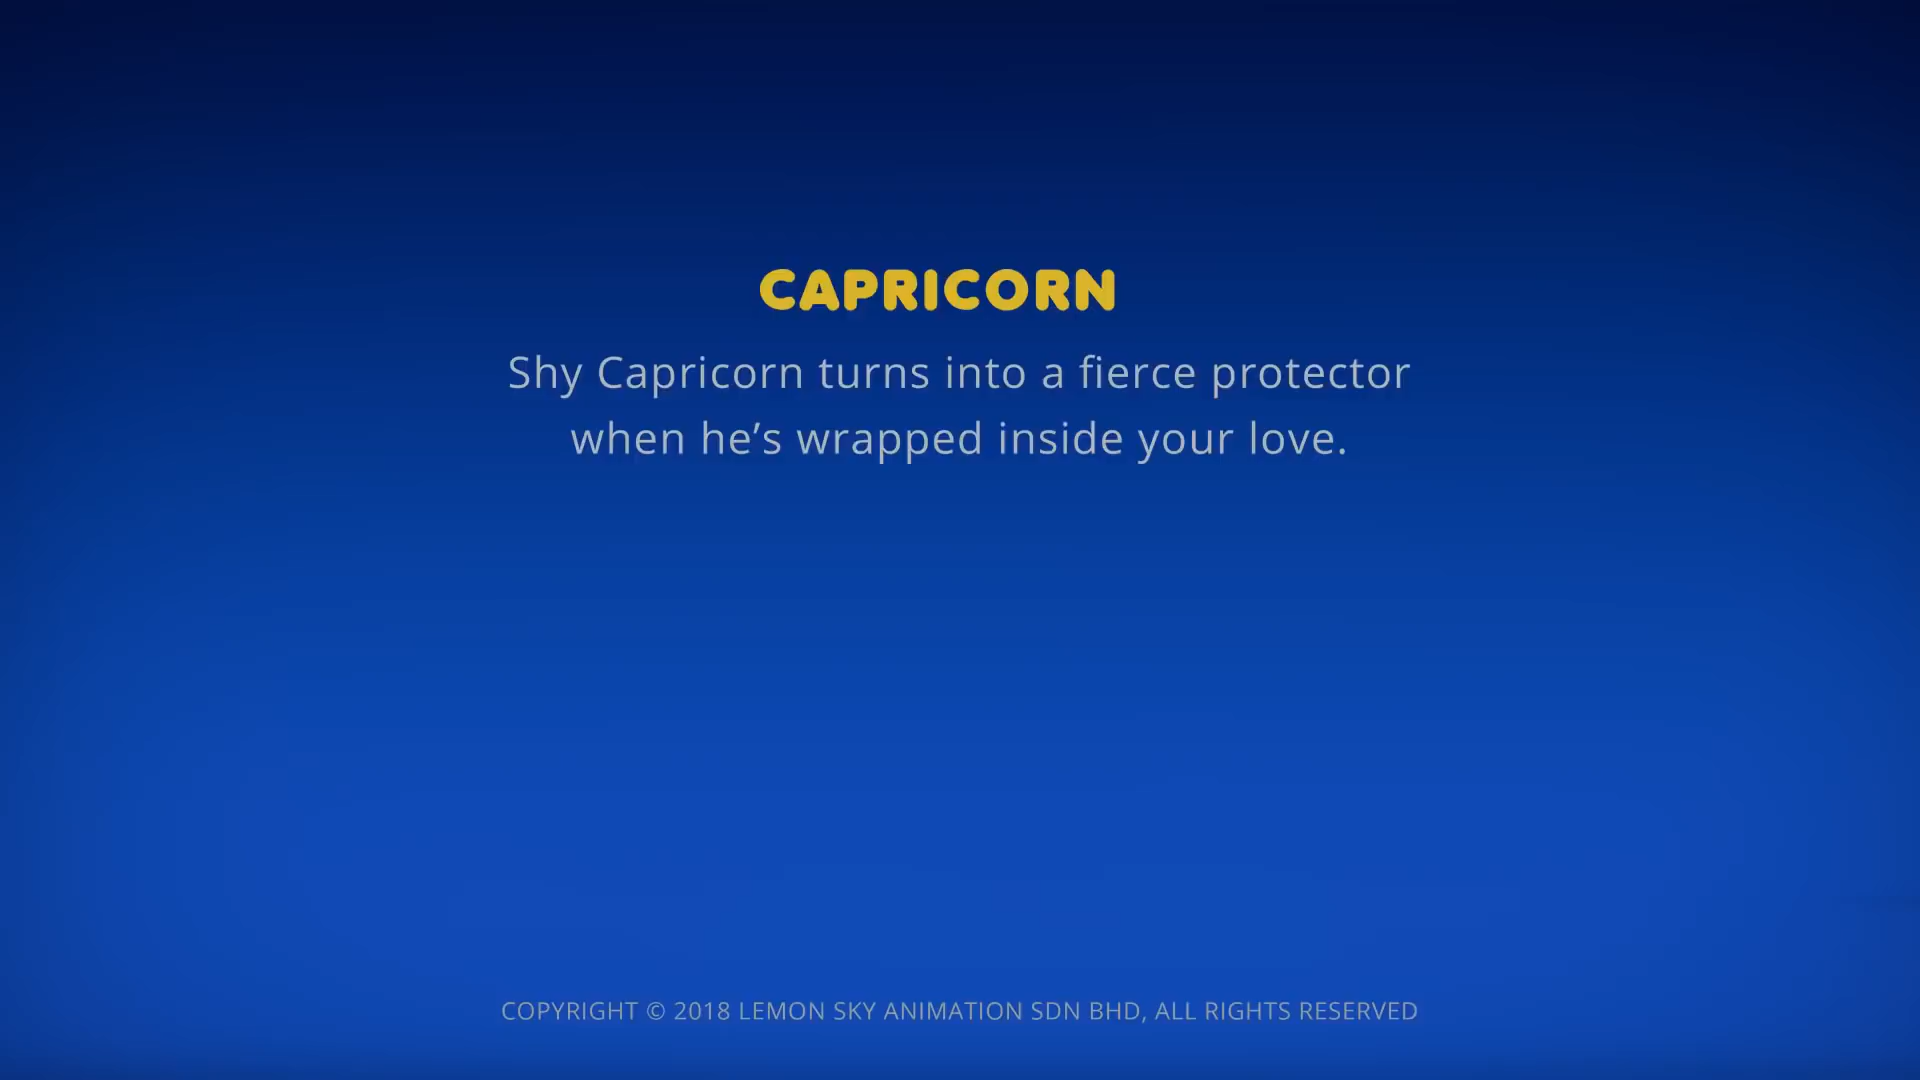 CAPRICORN
Shy Capricorn turns into a fierce protector
when he’s wrapped inside your love.
COPYRIGHT © 2018 LEMON SKY ANIMATION SDN BHD, ALL RIGHTS RESERVED